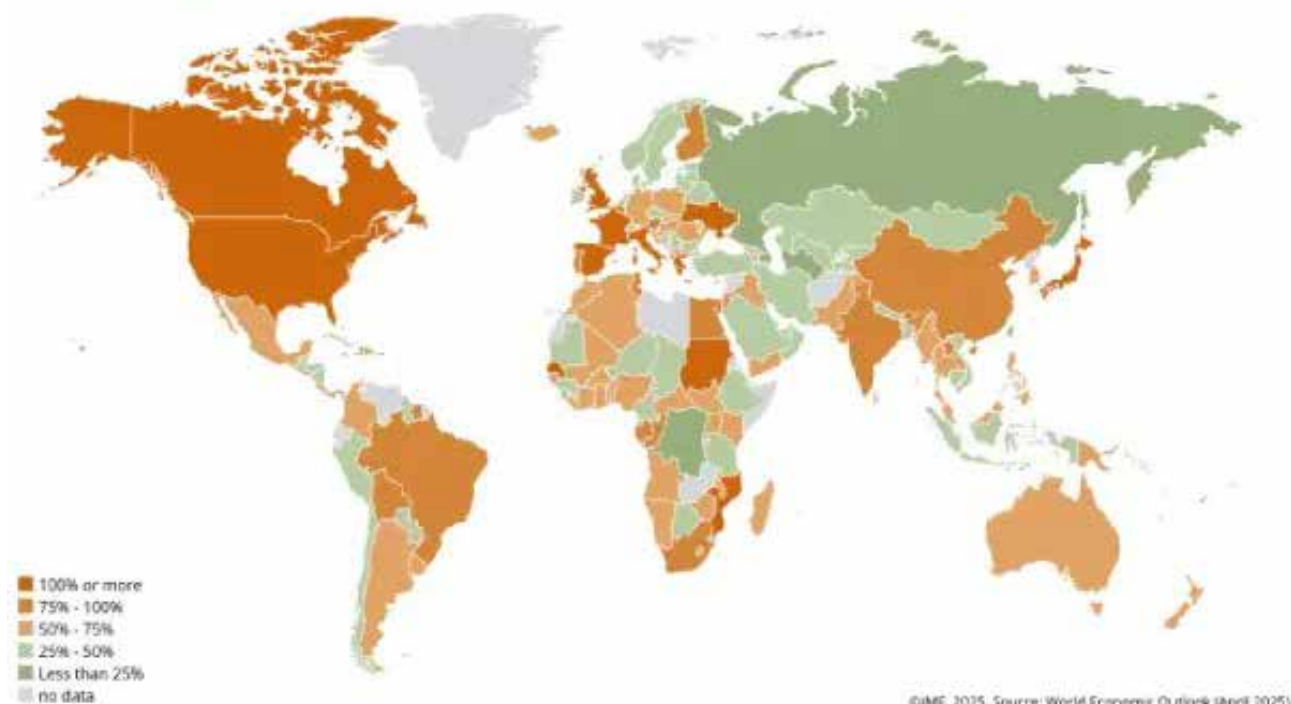 100% or more
75% - 100%
50% - 75%
25% - 50%
Less than 25%
no data
©IMF, 2025, Source: World Economic Outlook (April 2025)